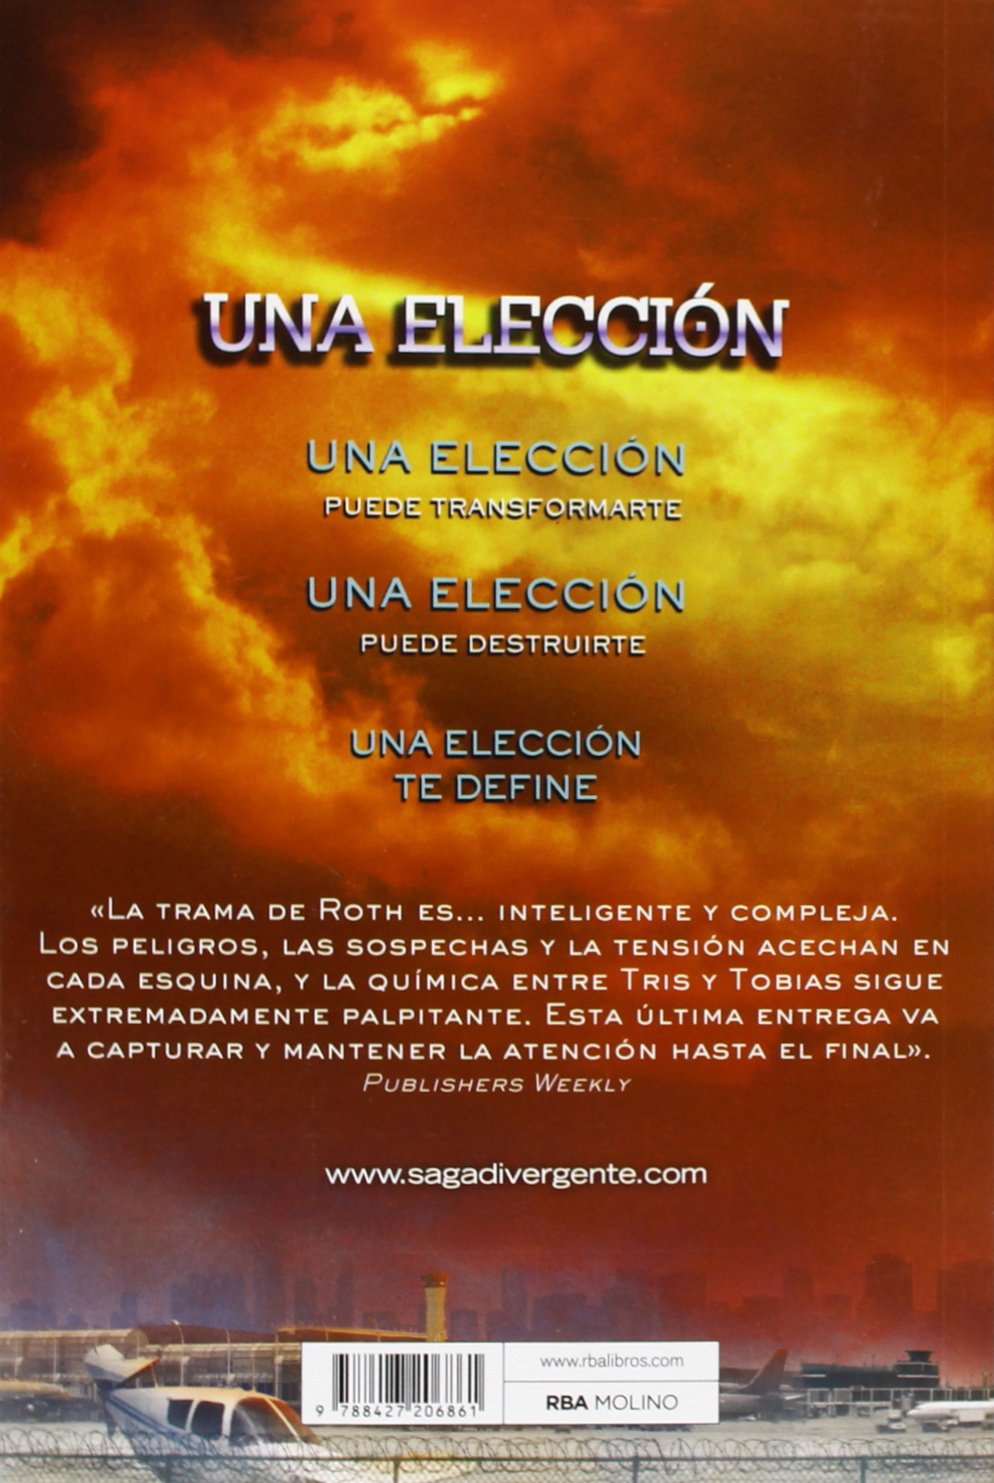 UNA ELECCIÓN
UNA ELECCIÓN
PUEDE TRANSFORMARTE
UNA ELECCIÓN
PUEDE DESTRUIRTE
UNA ELECCIÓN
TE DEFINE
«LA TRAMA DE ROTH ES... INTELIGENTE Y COMPLEJA.
LOS PELIGROS, LAS SOSPECHAS Y LA TENSIÓN ACECHAN EN
CADA ESQUINA, Y LA QUÍMICA ENTRE TRIS Y TOBIAS SIGUE
EXTREMADAMENTE PALPITANTE. ESTA ÚLTIMA ENTREGA VA
A CAPTURAR Y MANTENER LA ATENCIÓN HASTA EL FINAL».
PUBLISHERS WEEKLY
www.sagadivergente.com
www.rbalibros.com
RBA MOLINO
9 788427 206861